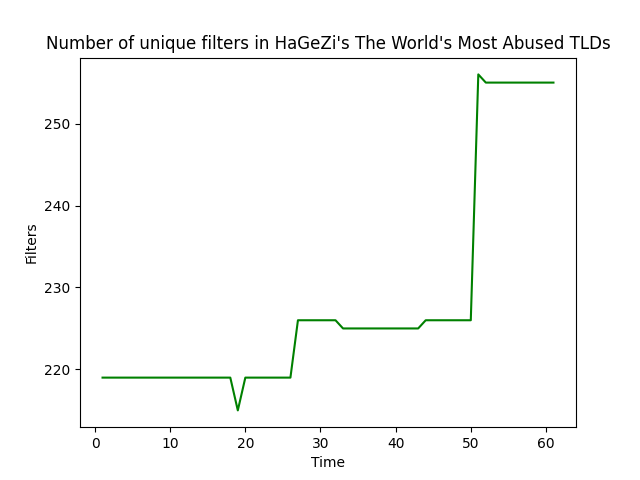 Number of unique filters in HaGeZi's The World's Most Abused TLDs
250
240
230
220
Filters
0 10 20 30 40 50 60
Time